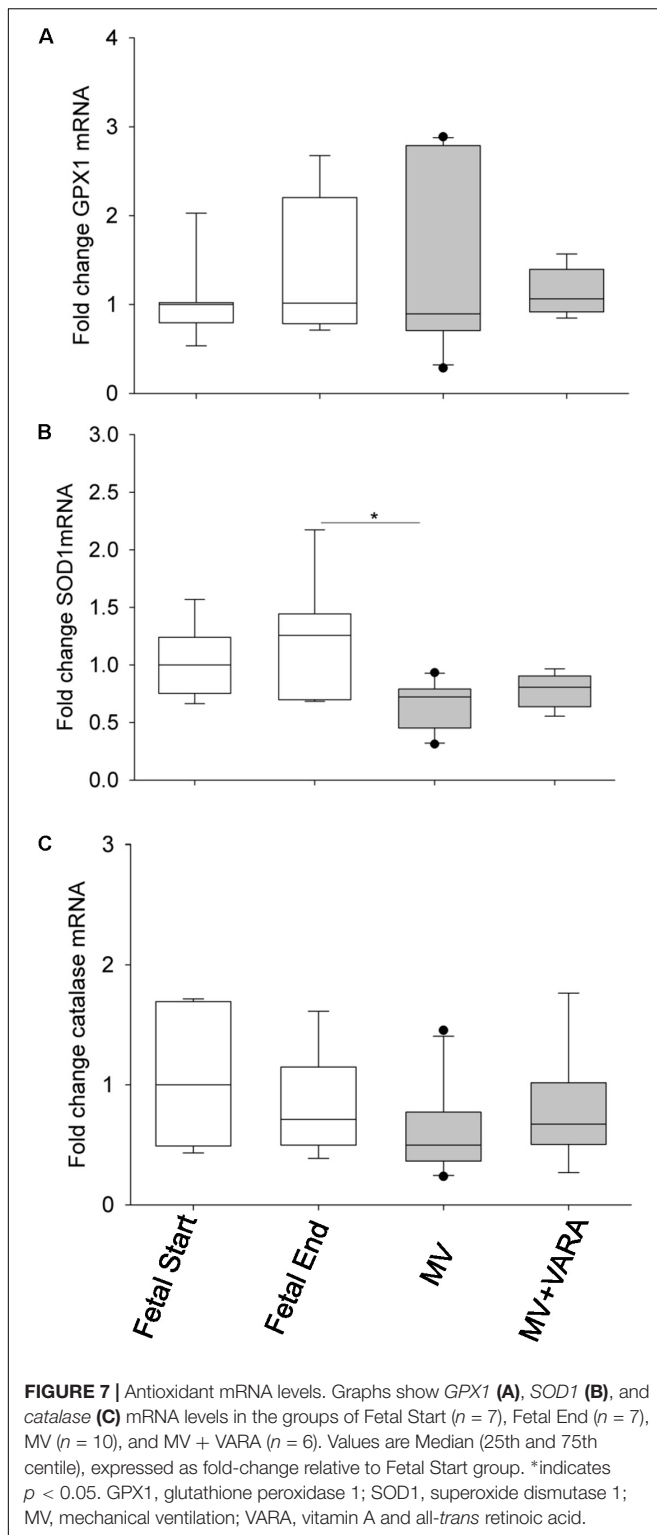 A
Fold change GPX1 mRNA
4
3
2
1
0
B
Fold change SOD1mRNA
3.0
2.5
2.0
1.5
1.0
0.5
0.0
*
C
Fold change catalase mRNA
3
2
1
0
Fetal Start
Fetal End
MV
MV+VARA
FIGURE 7 | Antioxidant mRNA levels. Graphs show GPX1 (A), SOD1 (B), and
catalase (C) mRNA levels in the groups of Fetal Start (n = 7), Fetal End (n = 7),
MV (n = 10), and MV + VARA (n = 6). Values are Median (25th and 75th
centile), expressed as fold-change relative to Fetal Start group. *indicates
p < 0.05. GPX1, glutathione peroxidase 1; SOD1, superoxide dismutase 1;
MV, mechanical ventilation; VARA, vitamin A and all-trans retinoic acid.